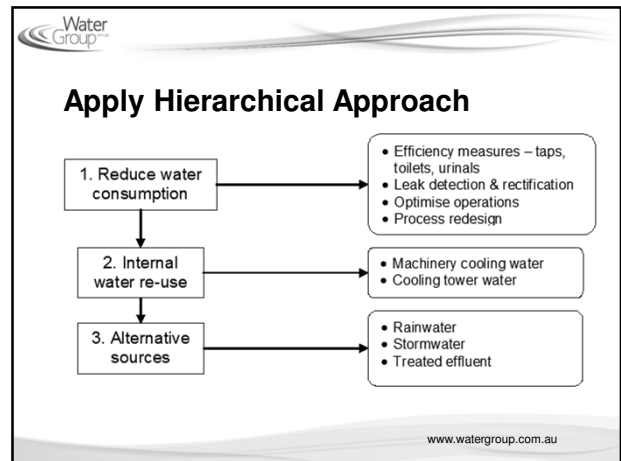 Water
Group
Apply Hierarchical Approach
1. Reduce water
consumption
• Efficiency measures – taps,
toilets, urinals
• Leak detection & rectification
• Optimise operations
• Process redesign
2. Internal
water re-use
• Machinery cooling water
• Cooling tower water
3. Alternative
sources
• Rainwater
• Stormwater
• Treated effluent
www.watergroup.com.au